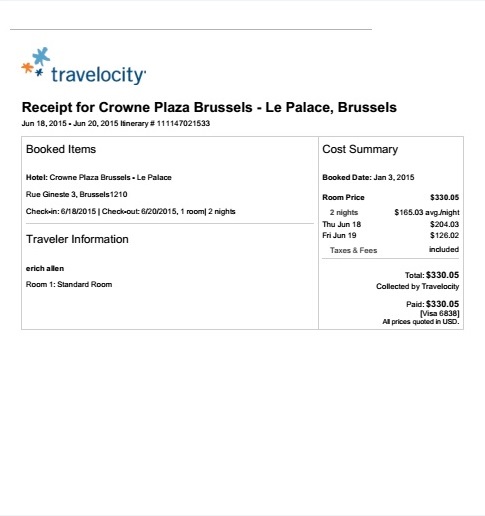 travelocity
Receipt for Crowne Plaza Brussels - Le Palace, Brussels
Jun 18, 2015 - Jun 20, 2015 Itinerary # 111147021533
Booked Items
Hotel: Crowne Plaza Brussels - Le Palace
Rue Gineste 3, Brussels1210
Check-in: 6/18/2015 | Check-out: 6/20/2015, 1 room| 2 nights
Traveler Information
erich allen
Room 1: Standard Room
Cost Summary
Booked Date: Jan 3, 2015
Room Price $330.05
2 nights $165.03 avg./night
Thu Jun 18 $204.03
Fri Jun 19 $126.02
Taxes & Fees included
Total: $330.05
Collected by Travelocity
Paid: $330.05
[Visa 6838]
All prices quoted in USD.